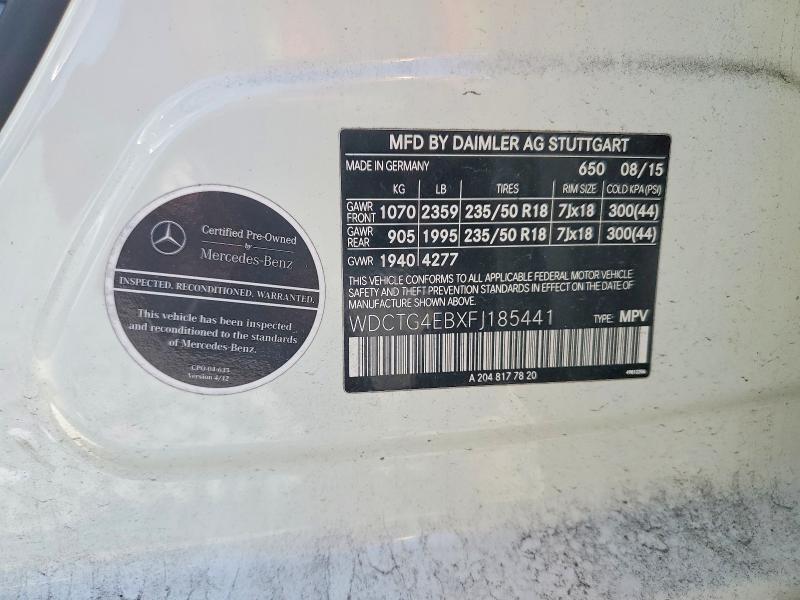 MFD BY DAIMLER AG STUTTGART
MADE IN GERMANY 650 08/15
KG LB TIRES RIM SIZE COLD KPA (PSI)
GAWR FRONT 1070 2359 235/50 R18 7Jx18 300(44)
GAWR REAR 905 1995 235/50 R18 7Jx18 300(44)
GVWR 1940 4277
THIS VEHICLE CONFORMS TO ALL APPLICABLE FEDERAL MOTOR VEHICLE
SAFETY AND THEFT PREVENTION STANDARDS IN EFFECT ON THE DATE OF
MANUFACTURE SHOWN ABOVE.
WDCTG4EBXFJ185441 TYPE: MPV
A 204 817 78 20
Certified Pre-Owned
by
Mercedes-Benz
INSPECTED. RECONDITIONED. WARRANTED.
This vehicle has been inspected
and reconditioned to the standards
of Mercedes-Benz.
CPO-04-635
Version 4/12